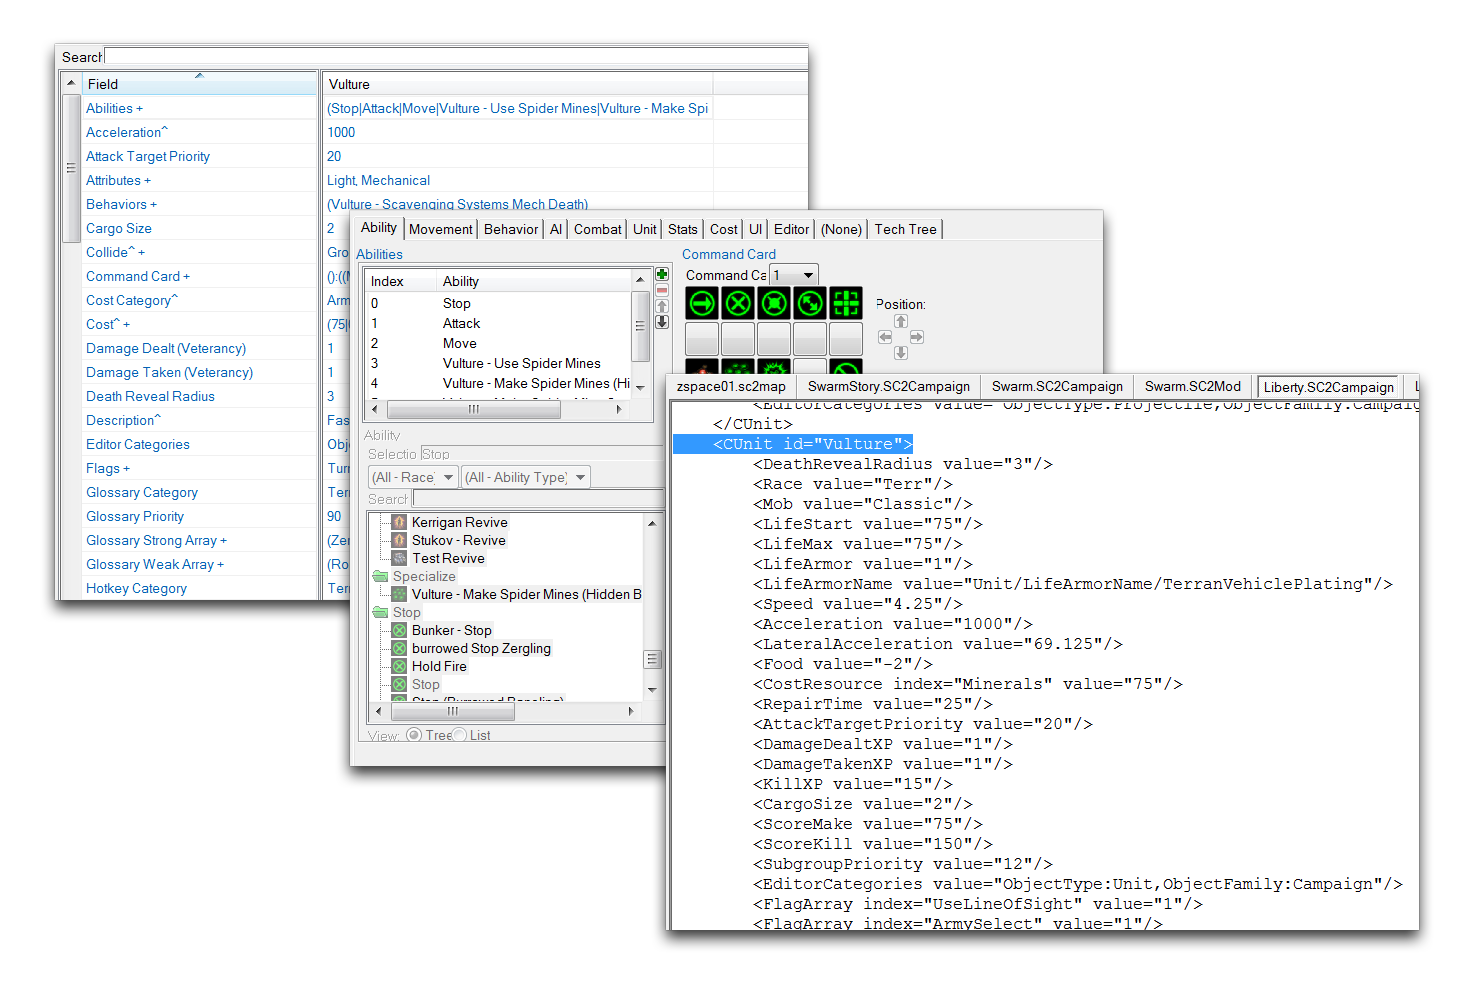 Search
Field
Vulture
Abilities +
(Stop|Attack|Move|Vulture - Use Spider Mines|Vulture - Make Spi
Acceleration^
1000
Attack Target Priority
20
Attributes +
Light, Mechanical
Behaviors +
(Vulture - Scavenging Systems Mech Death)
Cargo Size
2
Collide^ +
Gro
Command Card +
():((M
Cost Category^
Arm
Cost^ +
(75|
Damage Dealt (Veterancy)
1
Damage Taken (Veterancy)
1
Death Reveal Radius
3
Description^
Fas
Editor Categories
Obj
Flags +
Turn
Glossary Category
Terr
Glossary Priority
90
Glossary Strong Array +
(Zer
Glossary Weak Array +
(Ro
Hotkey Category
Terr
Ability Movement Behavior AI Combat Unit Stats Cost UI Editor (None) Tech Tree
Abilities
Index Ability
0 Stop
1 Attack
2 Move
3 Vulture - Use Spider Mines
4 Vulture - Make Spider Mines (Hi
Command Card
Command Ca 1
Position:
Ability
Selectio Stop
(All - Race) (All - Ability Type)
Search
Kerrigan Revive
Stukov - Revive
Test Revive
Specialize
Vulture - Make Spider Mines (Hidden B
Stop
Bunker - Stop
burrowed Stop Zergling
Hold Fire
Stop
Stop (Burrowed Baneling)
View: Tree List
zspace01.sc2map SwarmStory.SC2Campaign Swarm.SC2Campaign Swarm.SC2Mod Liberty.SC2Campaign L
<EditorCategories value="ObjectType:Projectile,ObjectFamily:Campaig
</CUnit>
<CUnit id="Vulture">
<DeathRevealRadius value="3"/>
<Race value="Terr"/>
<Mob value="Classic"/>
<LifeStart value="75"/>
<LifeMax value="75"/>
<LifeArmor value="1"/>
<LifeArmorName value="Unit/LifeArmorName/TerranVehiclePlating"/>
<Speed value="4.25"/>
<Acceleration value="1000"/>
<LateralAcceleration value="69.125"/>
<Food value="-2"/>
<CostResource index="Minerals" value="75"/>
<RepairTime value="25"/>
<AttackTargetPriority value="20"/>
<DamageDealtXP value="1"/>
<DamageTakenXP value="1"/>
<KillXP value="15"/>
<CargoSize value="2"/>
<ScoreMake value="75"/>
<ScoreKill value="150"/>
<SubgroupPriority value="12"/>
<EditorCategories value="ObjectType:Unit,ObjectFamily:Campaign"/>
<FlagArray index="UseLineOfSight" value="1"/>
<FlagArray index="ArmySelect" value="1"/>